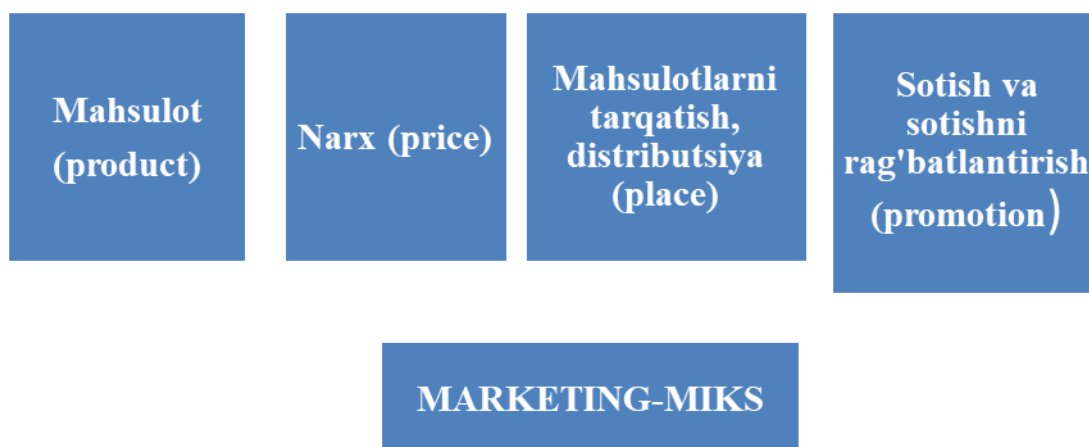 Mahsulot
(product)
Narx (price)
Mahsulotlarni
tarqatish,
distributsiya
(place)
Sotish va
sotishni
rag'batlantirish
(promotion)
MARKETING-MIKS